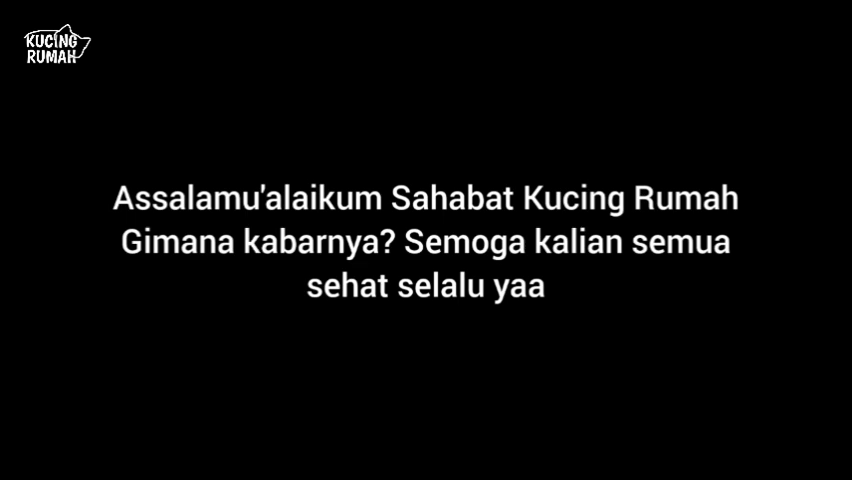 KUCING
RUMAH
Assalamu'alaikum Sahabat Kucing Rumah
Gimana kabarnya? Semoga kalian semua
sehat selalu yaa